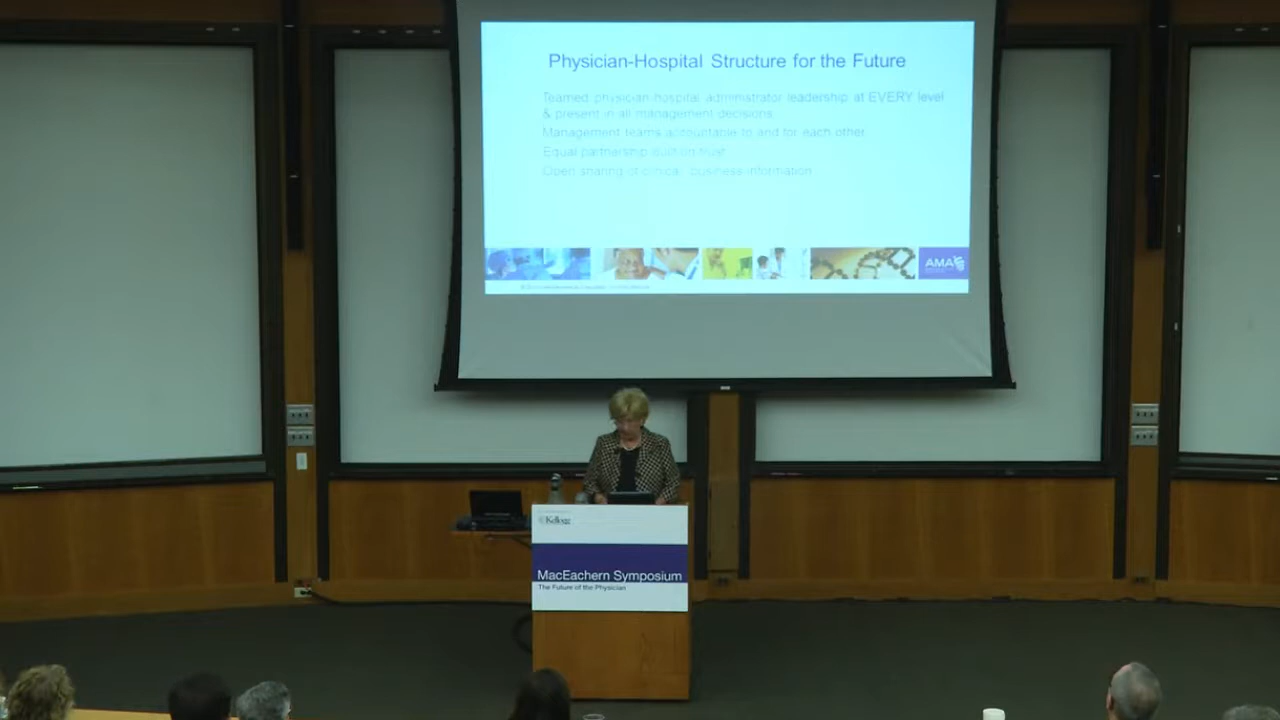 Physician-Hospital Structure for the Future
Teamed physician-hospital administrator leadership at EVERY level
& present in all management decisions
Management teams accountable to and for each other
Equal partnership built on trust
Open sharing of clinical, business information
AMA
Kellogg
MacEachern Symposium
The Future of the Physician